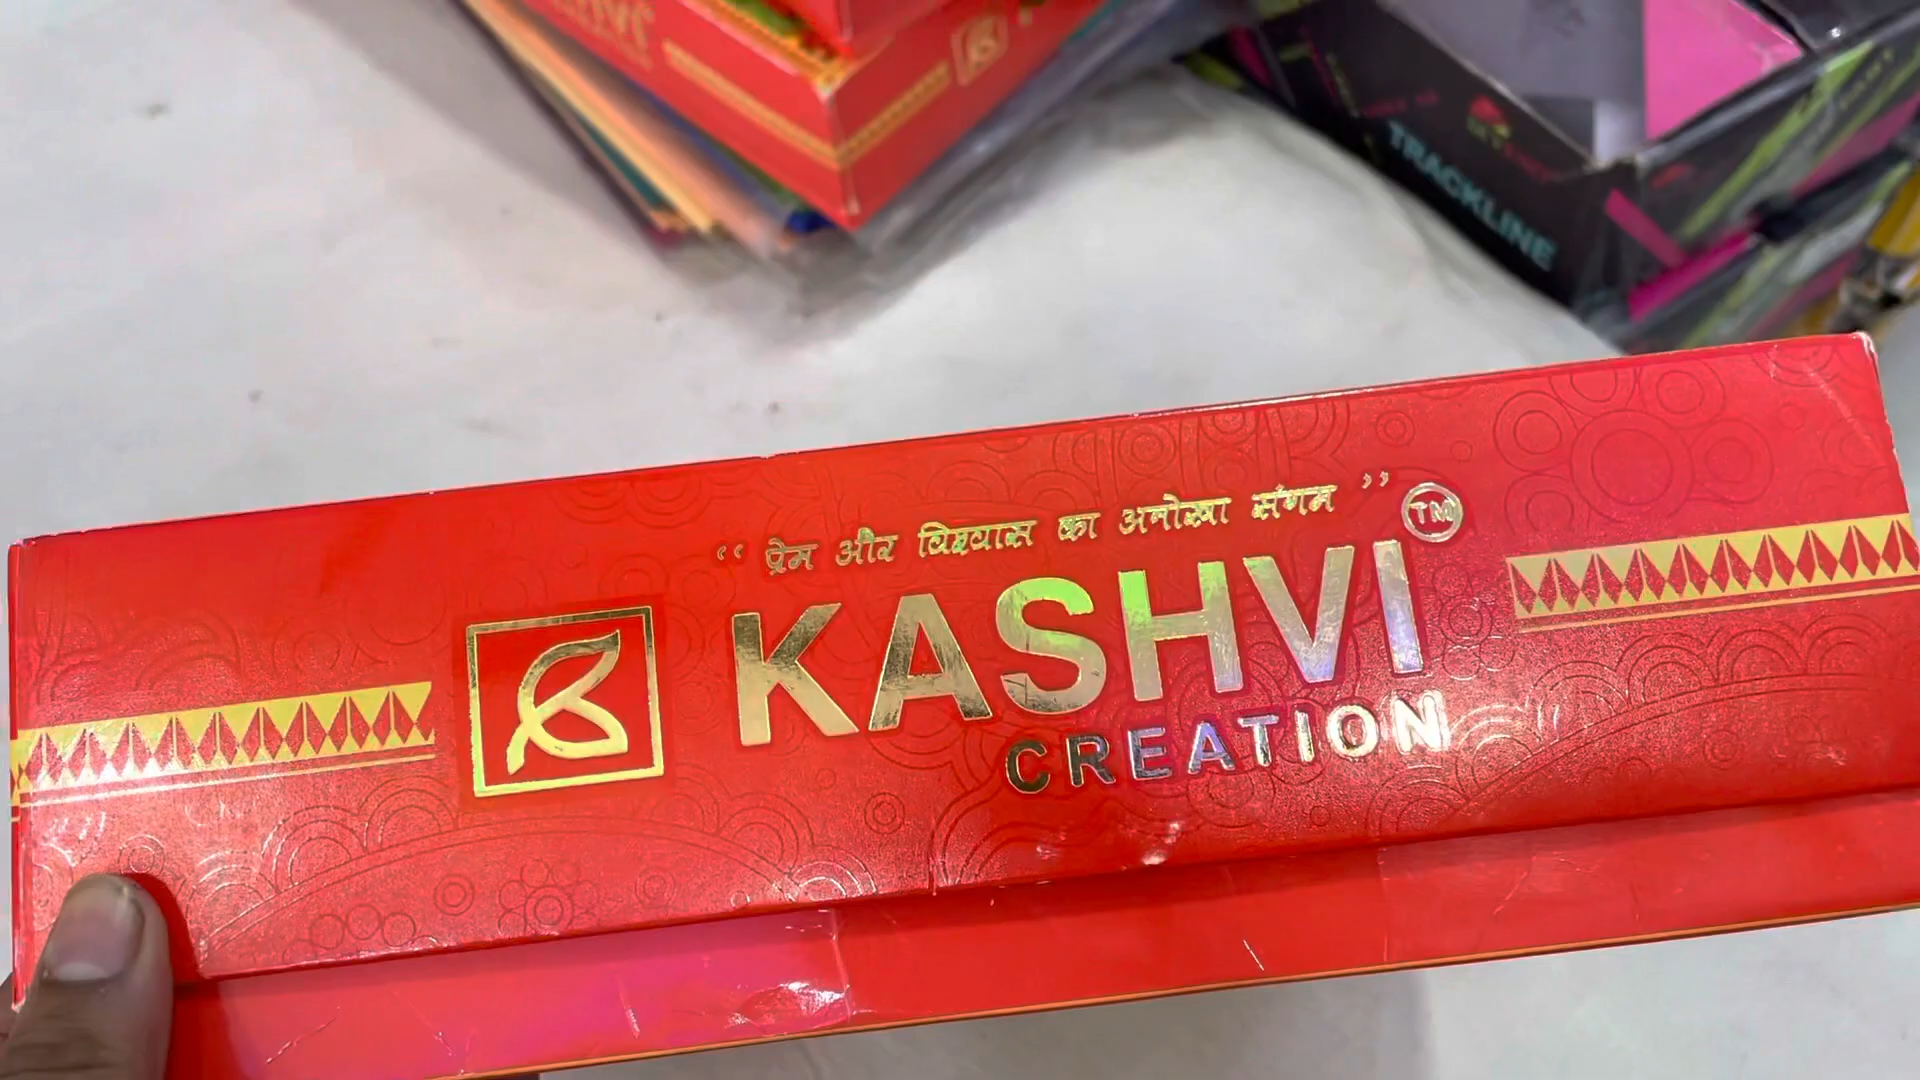 TRACKLINE
“ प्रेम और विश्वास का अनोखा संगम ”
KASHVI TM
CREATION